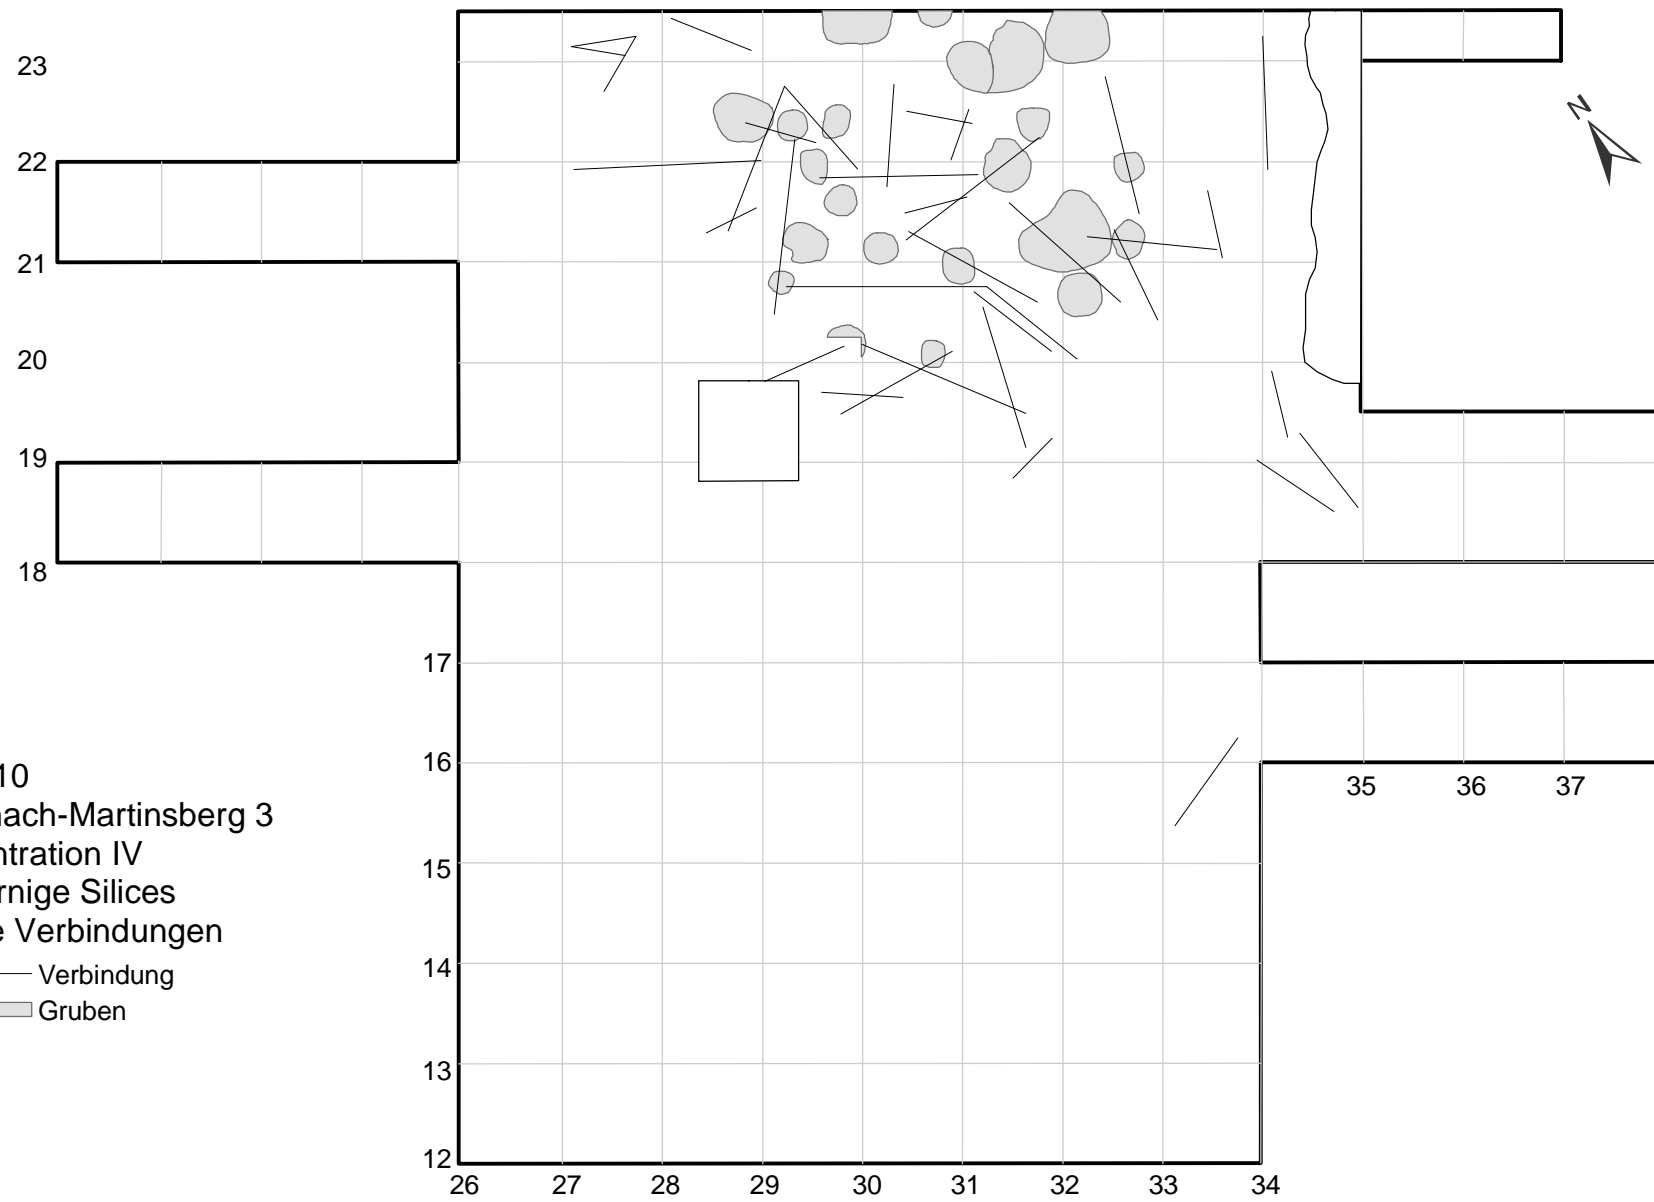 23
22
21
20
19
18
17
16
15
14
13
12
N
35 36 37
10
nach-Martinsberg 3
ntration IV
rnige Silices
e Verbindungen
Verbindung
Gruben
26 27 28 29 30 31 32 33 34